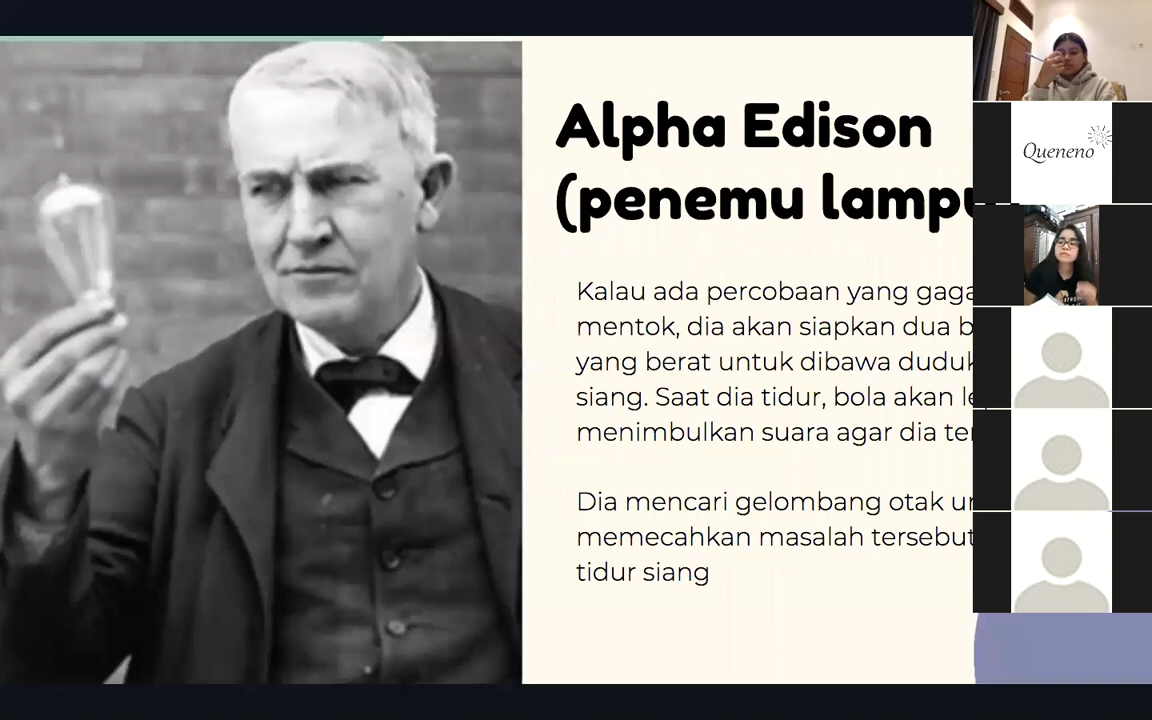 Alpha Edison
(penemu lampu
Kalau ada percobaan yang
mentok, dia akan siapkan dua
yang berat untuk dibawa
siang. Saat dia tidur, bola akan
menimbulkan suara agar dia
Dia mencari gelombang otak
memecahkan masalah tersebut
tidur siang
Queneno